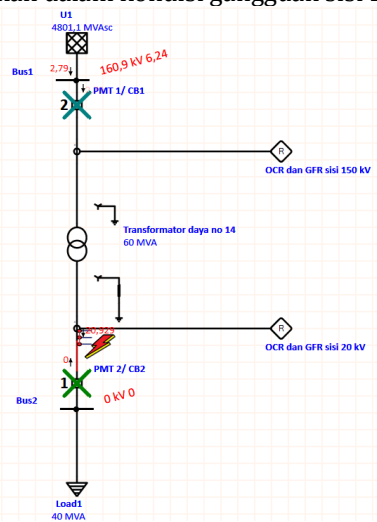 U1
4801,1 MVAsc
2,79
160,9 kV 6,24
Bus1
PMT 1/ CB1
2
R
OCR dan GFR sisi 150 kV
Transformator daya no 14
60 MVA
20,929
R
OCR dan GFR sisi 20 kV
0
PMT 2/ CB2
1
0 kV 0
Bus2
Load1
40 MVA